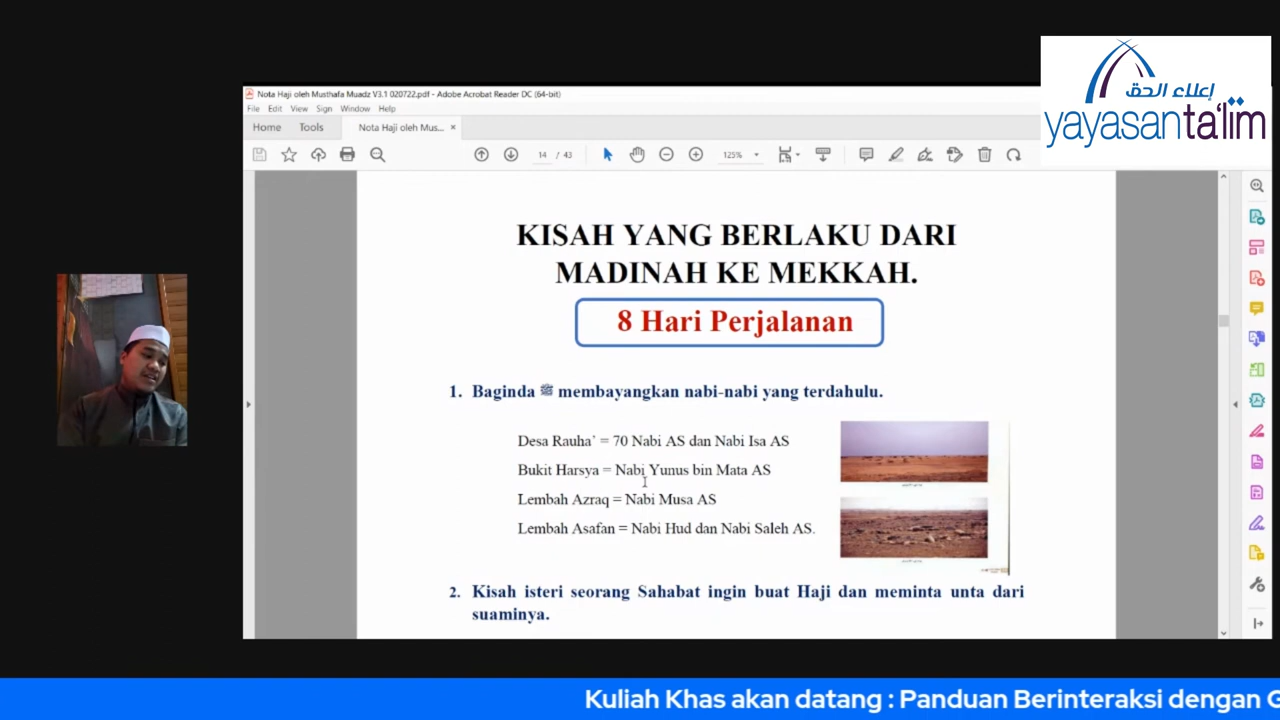 إعلاء الحق
yayasanta'lim
Nota Haji oleh Musthafa Muadz V3.1 020722.pdf - Adobe Acrobat Reader DC (64-bit)
File Edit View Sign Window Help
Home Tools Nota Haji oleh Mus... ×
14 / 43 125%
KISAH YANG BERLAKU DARI
MADINAH KE MEKKAH.
8 Hari Perjalanan
1. Baginda ﷺ membayangkan nabi-nabi yang terdahulu.
Desa Rauha' = 70 Nabi AS dan Nabi Isa AS
Bukit Harsya = Nabi Yunus bin Mata AS
Lembah Azraq = Nabi Musa AS
Lembah Asafan = Nabi Hud dan Nabi Saleh AS.
2. Kisah isteri seorang Sahabat ingin buat Haji dan meminta unta dari
suaminya.
Kuliah Khas akan datang : Panduan Berinteraksi dengan G